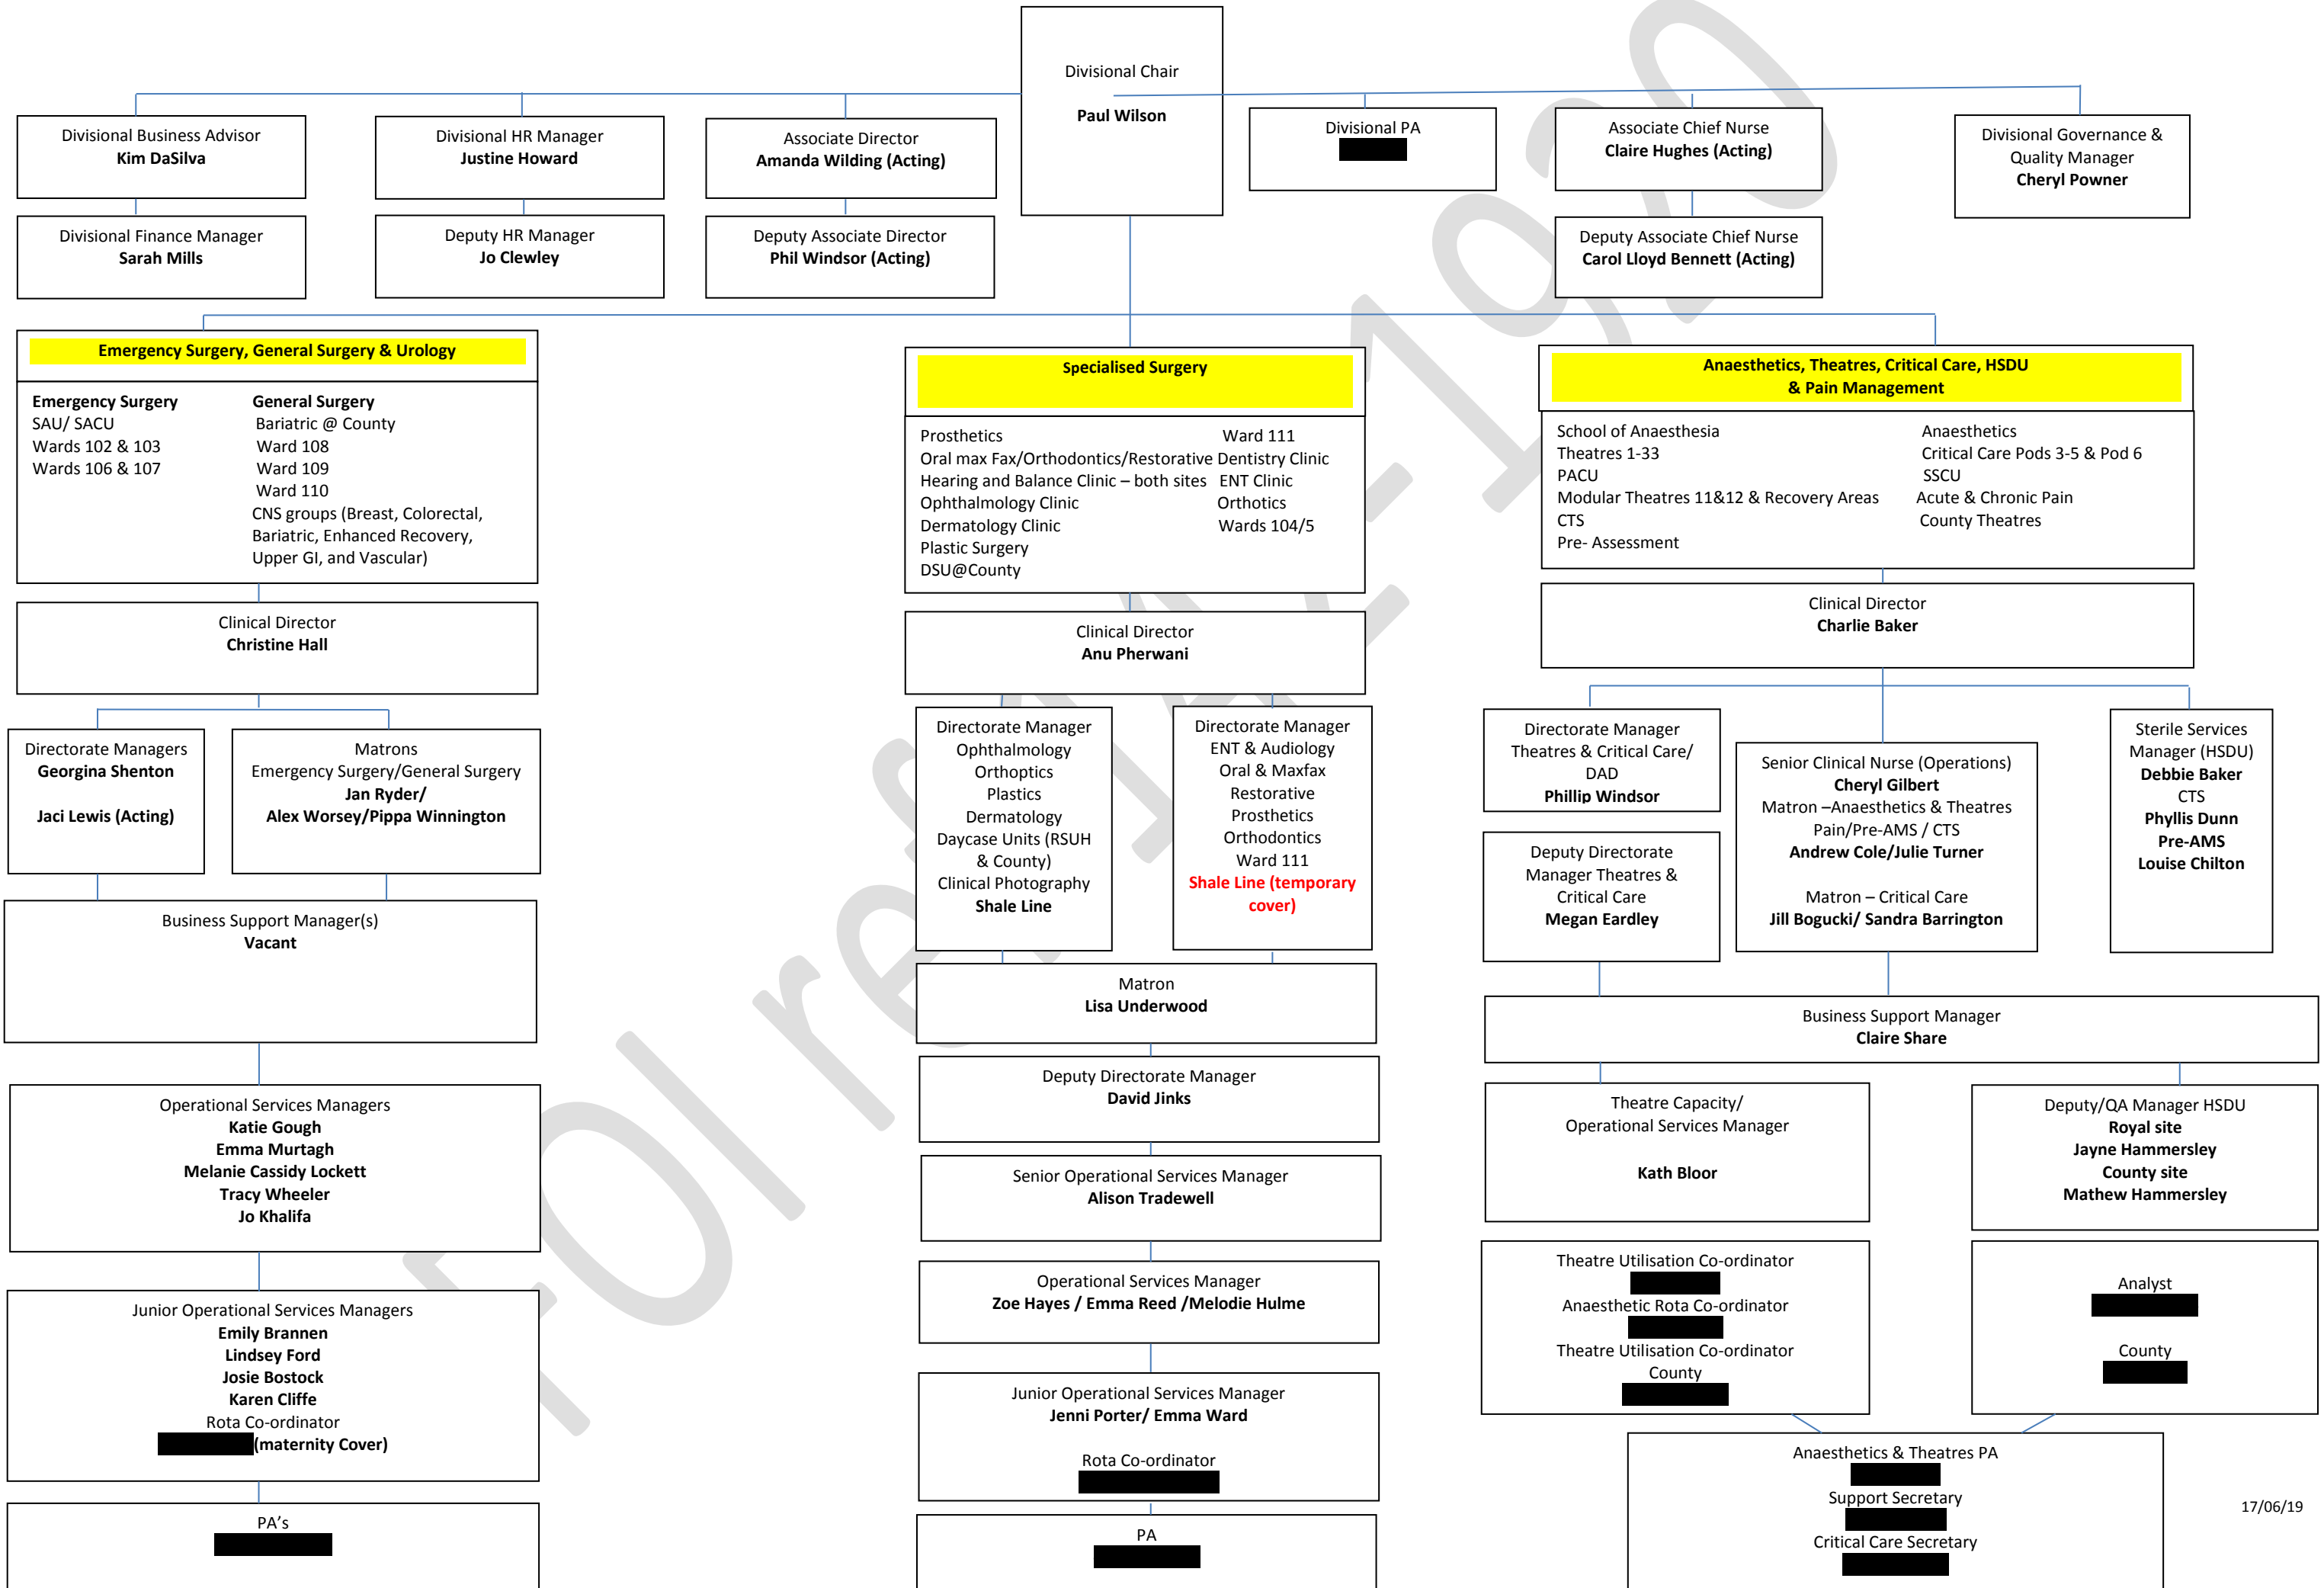 Divisional Chair
Paul Wilson
Divisional Business Advisor
Kim DaSilva
Divisional HR Manager
Justine Howard
Associate Director
Amanda Wilding (Acting)
Divisional PA
Associate Chief Nurse
Claire Hughes (Acting)
Divisional Governance &
Quality Manager
Cheryl Powner
Divisional Finance Manager
Sarah Mills
Deputy HR Manager
Jo Clewley
Deputy Associate Director
Phil Windsor (Acting)
Deputy Associate Chief Nurse
Carol Lloyd Bennett (Acting)
Emergency Surgery, General Surgery & Urology
Emergency Surgery
SAU/ SACU
Wards 102 & 103
Wards 106 & 107
General Surgery
Bariatric @ County
Ward 108
Ward 109
Ward 110
CNS groups (Breast, Colorectal,
Bariatric, Enhanced Recovery,
Upper GI, and Vascular)
Clinical Director
Christine Hall
Directorate Managers
Georgina Shenton
Jaci Lewis (Acting)
Matrons
Emergency Surgery/General Surgery
Jan Ryder/
Alex Worsey/Pippa Winnington
Business Support Manager(s)
Vacant
Operational Services Managers
Katie Gough
Emma Murtagh
Melanie Cassidy Lockett
Tracy Wheeler
Jo Khalifa
Junior Operational Services Managers
Emily Brannen
Lindsey Ford
Josie Bostock
Karen Cliffe
Rota Co-ordinator
(maternity Cover)
PA's
Specialised Surgery
Prosthetics
Oral max Fax/Orthodontics/Restorative
Hearing and Balance Clinic – both sites
Ophthalmology Clinic
Dermatology Clinic
Plastic Surgery
DSU@County
Ward 111
Dentistry Clinic
ENT Clinic
Orthotics
Wards 104/5
Clinical Director
Anu Pherwani
Directorate Manager
Ophthalmology
Orthoptics
Plastics
Dermatology
Daycase Units (RSUH
& County)
Clinical Photography
Shale Line
Directorate Manager
ENT & Audiology
Oral & Maxfax
Restorative
Prosthetics
Orthodontics
Ward 111
Shale Line (temporary
cover)
Matron
Lisa Underwood
Deputy Directorate Manager
David Jinks
Senior Operational Services Manager
Alison Tradewell
Operational Services Manager
Zoe Hayes / Emma Reed /Melodie Hulme
Junior Operational Services Manager
Jenni Porter/ Emma Ward
Rota Co-ordinator
PA
Anaesthetics, Theatres, Critical Care, HSDU
& Pain Management
School of Anaesthesia
Theatres 1-33
PACU
Modular Theatres 11&12 & Recovery Areas
CTS
Pre- Assessment
Anaesthetics
Critical Care Pods 3-5 & Pod 6
SSCU
Acute & Chronic Pain
County Theatres
Clinical Director
Charlie Baker
Directorate Manager
Theatres & Critical Care/
DAD
Phillip Windsor
Deputy Directorate
Manager Theatres &
Critical Care
Megan Eardley
Senior Clinical Nurse (Operations)
Cheryl Gilbert
Matron –Anaesthetics & Theatres
Pain/Pre-AMS / CTS
Andrew Cole/Julie Turner
Matron – Critical Care
Jill Bogucki/ Sandra Barrington
Sterile Services
Manager (HSDU)
Debbie Baker
CTS
Phyllis Dunn
Pre-AMS
Louise Chilton
Business Support Manager
Claire Share
Theatre Capacity/
Operational Services Manager
Kath Bloor
Deputy/QA Manager HSDU
Royal site
Jayne Hammersley
County site
Mathew Hammersley
Theatre Utilisation Co-ordinator
Anaesthetic Rota Co-ordinator
Theatre Utilisation Co-ordinator
County
Analyst
County
Anaesthetics & Theatres PA
Support Secretary
Critical Care Secretary
17/06/19